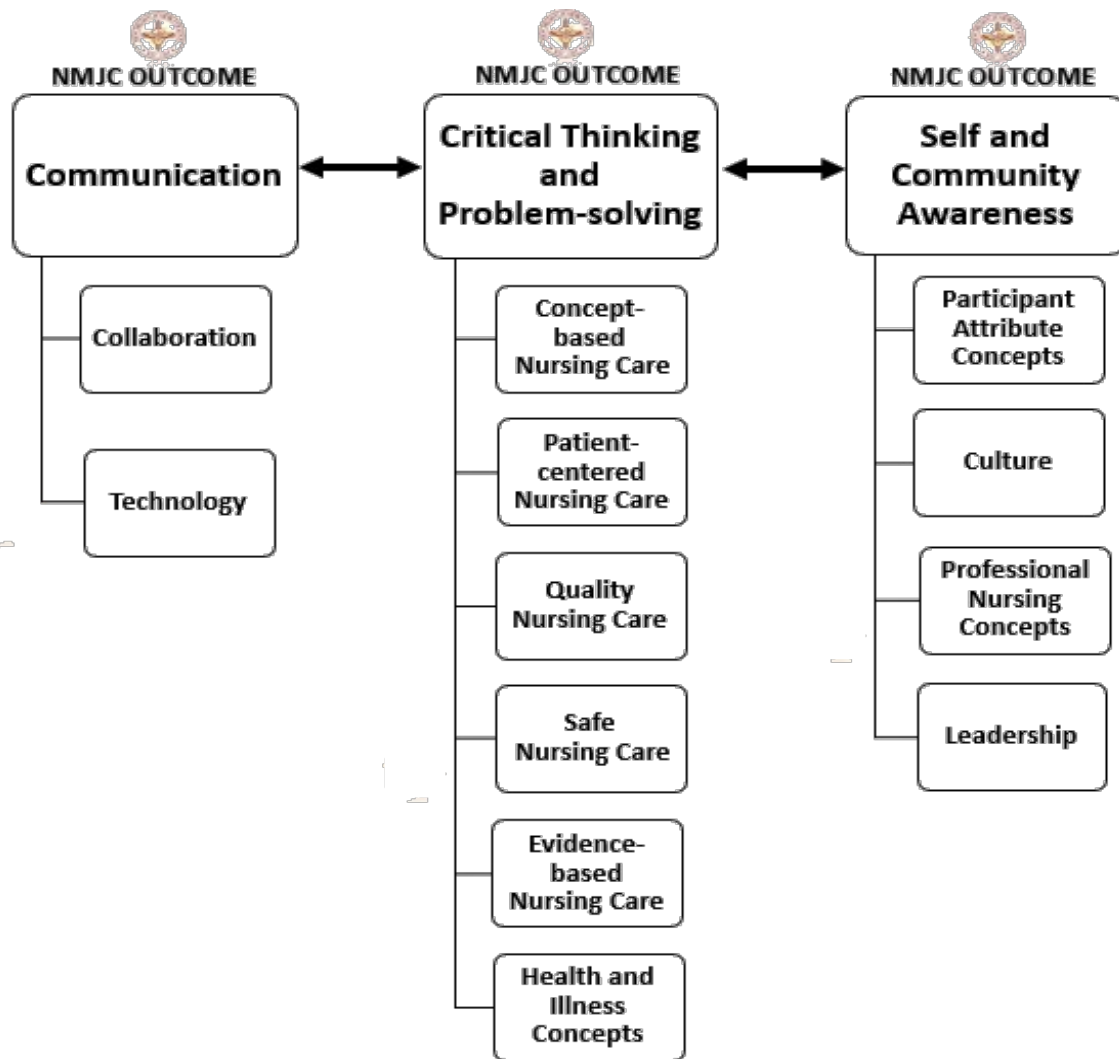 NMJC OUTCOME
Communication
Collaboration
Technology
NMJC OUTCOME
Critical Thinking
and
Problem-solving
Concept-
based
Nursing Care
Patient-
centered
Nursing Care
Quality
Nursing Care
Safe
Nursing Care
Evidence-
based
Nursing Care
Health and
Illness
Concepts
NMJC OUTCOME
Self and
Community
Awareness
Participant
Attribute
Concepts
Culture
Professional
Nursing
Concepts
Leadership